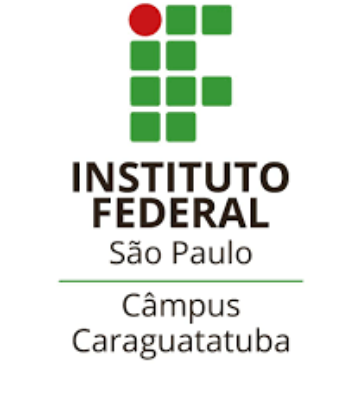 INSTITUTO
FEDERAL
São Paulo
Câmpus
Caraguatatuba